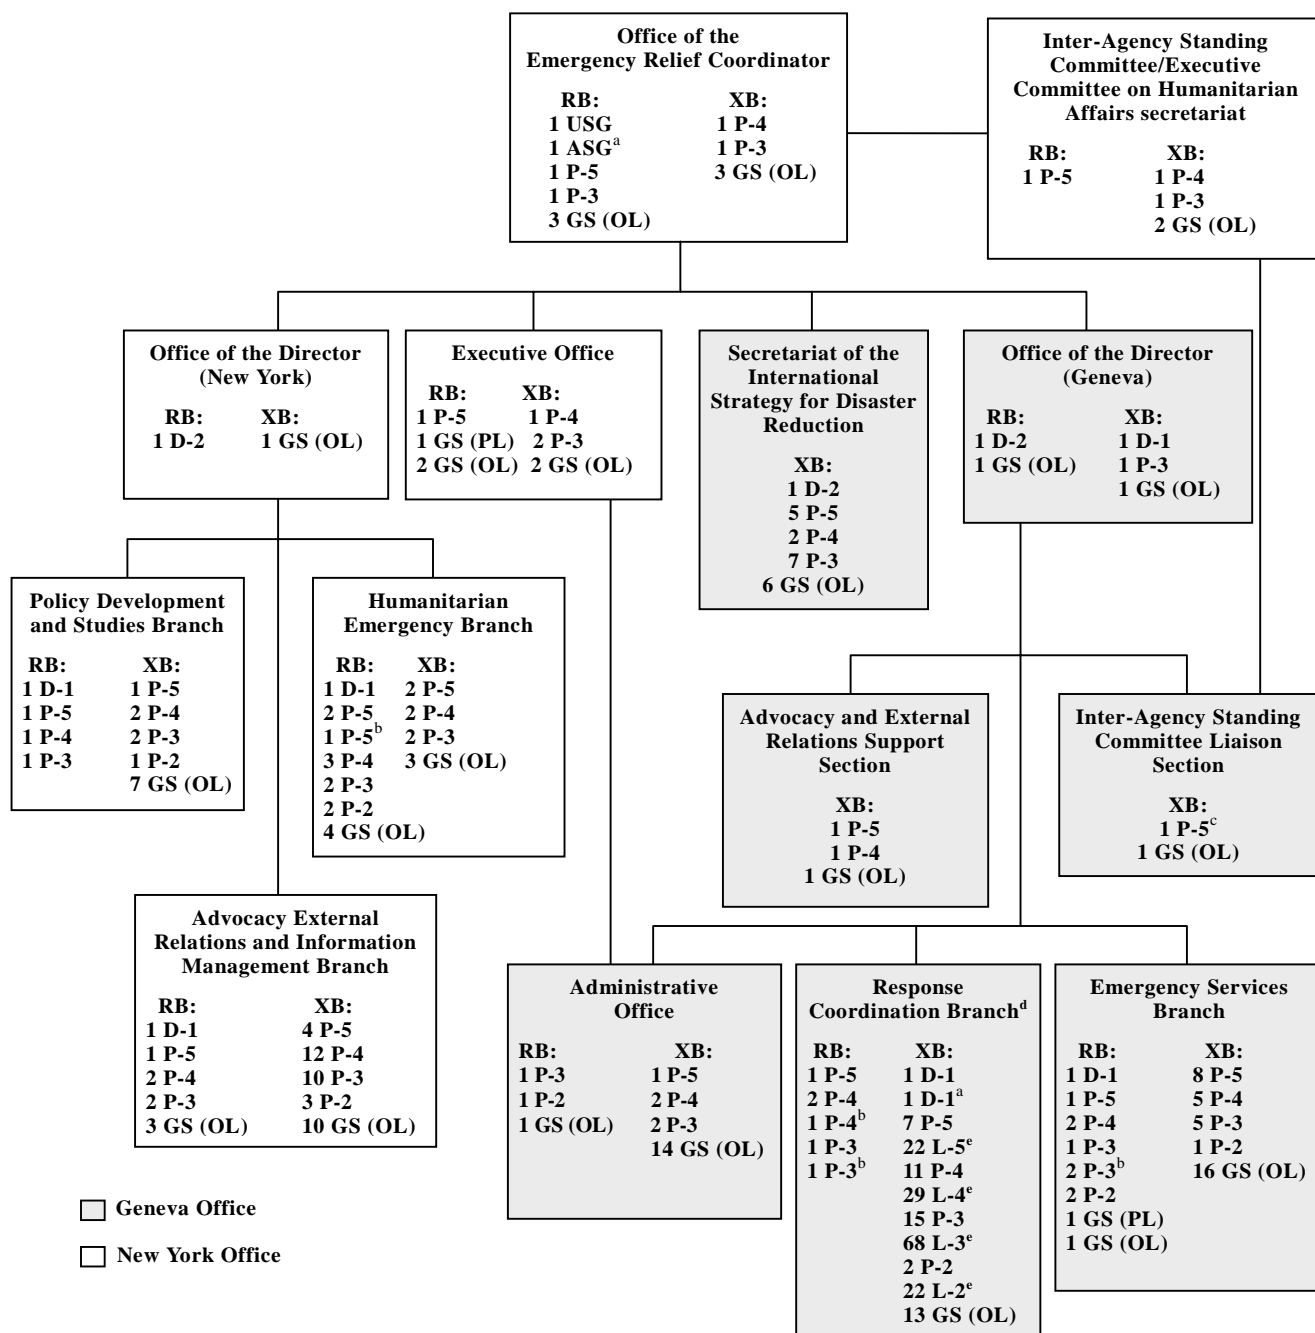 Office of the
Emergency Relief Coordinator
RB:
1 USG
1 ASGᵃ
1 P-5
1 P-3
3 GS (OL)
XB:
1 P-4
1 P-3
3 GS (OL)
Inter-Agency Standing
Committee/Executive
Committee on Humanitarian
Affairs secretariat
RB:
1 P-5
XB:
1 P-4
1 P-3
2 GS (OL)
Office of the Director
(New York)
RB:
1 D-2
XB:
1 GS (OL)
Executive Office
RB:
1 P-5
1 GS (PL)
2 GS (OL)
XB:
1 P-4
2 P-3
2 GS (OL)
Secretariat of the
International
Strategy for Disaster
Reduction
XB:
1 D-2
5 P-5
2 P-4
7 P-3
6 GS (OL)
Office of the Director
(Geneva)
RB:
1 D-2
1 GS (OL)
XB:
1 D-1
1 P-3
1 GS (OL)
Policy Development
and Studies Branch
RB:
1 D-1
1 P-5
1 P-4
1 P-3
XB:
1 P-5
2 P-4
2 P-3
1 P-2
7 GS (OL)
Humanitarian
Emergency Branch
RB:
1 D-1
2 P-5
1 P-5ᵇ
3 P-4
2 P-3
2 P-2
4 GS (OL)
XB:
2 P-5
2 P-4
2 P-3
3 GS (OL)
Advocacy and External
Relations Support
Section
XB:
1 P-5
1 P-4
1 GS (OL)
Inter-Agency Standing
Committee Liaison
Section
XB:
1 P-5ᶜ
1 GS (OL)
Advocacy External
Relations and Information
Management Branch
RB:
1 D-1
1 P-5
2 P-4
2 P-3
3 GS (OL)
XB:
4 P-5
12 P-4
10 P-3
3 P-2
10 GS (OL)
Administrative
Office
RB:
1 P-3
1 P-2
1 GS (OL)
XB:
1 P-5
2 P-4
2 P-3
14 GS (OL)
Response
Coordination Branchᵈ
RB:
1 P-5
2 P-4
1 P-4ᵇ
1 P-3
1 P-3ᵇ
XB:
1 D-1
1 D-1ᵃ
7 P-5
22 L-5ᵉ
11 P-4
29 L-4ᵉ
15 P-3
68 L-3ᵉ
2 P-2
22 L-2ᵉ
13 GS (OL)
Emergency Services
Branch
RB:
1 D-1
1 P-5
2 P-4
1 P-3
2 P-3ᵇ
2 P-2
1 GS (PL)
1 GS (OL)
XB:
8 P-5
5 P-4
5 P-3
1 P-2
16 GS (OL)
Geneva Office
New York Office